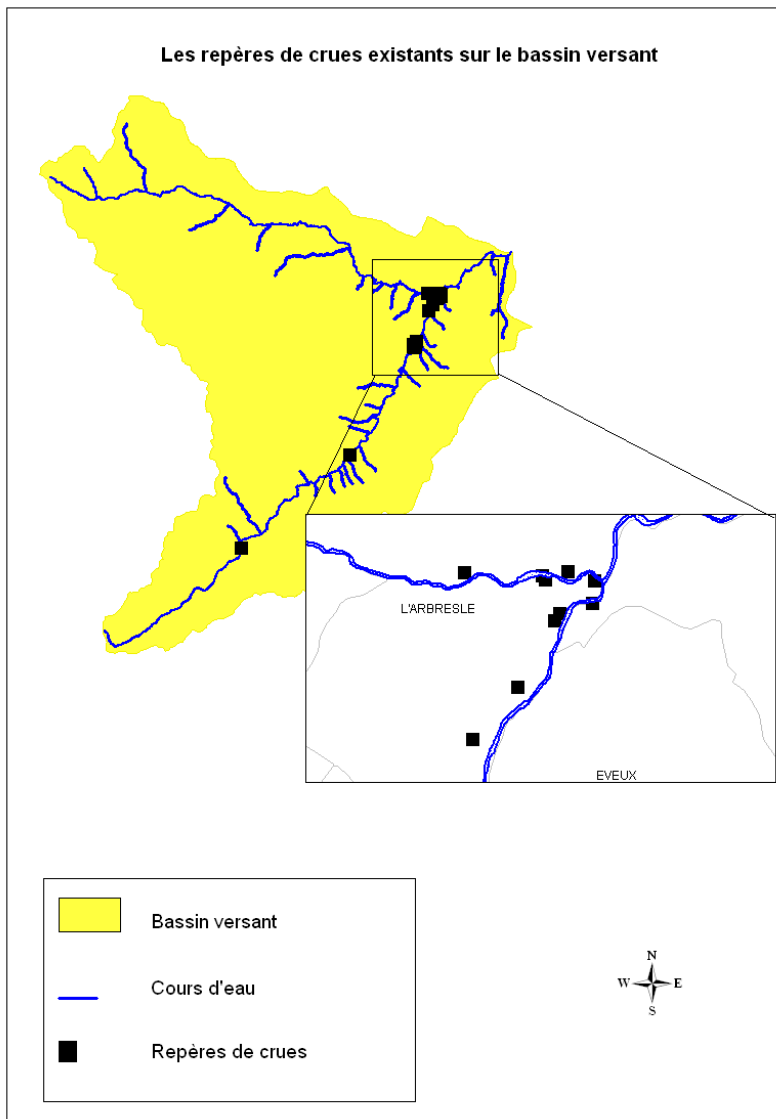 Les repères de crues existants sur le bassin versant
L'ARBRESLE
EVEUX
Bassin versant
Cours d'eau
Repères de crues
N
W E
S